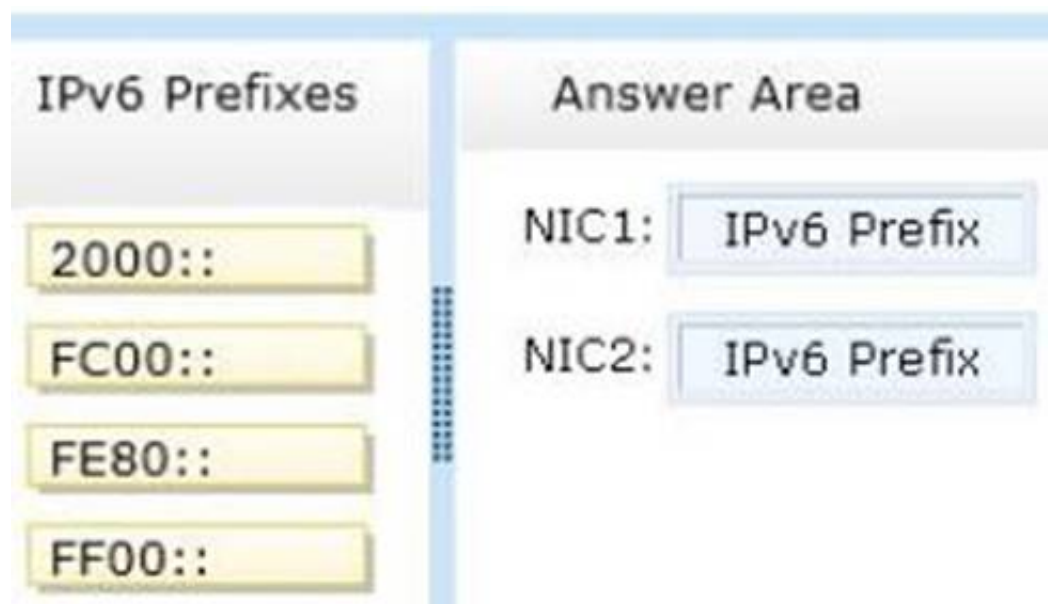 IPv6 Prefixes
2000::
FC00::
FE80::
FF00::
Answer Area
NIC1: IPv6 Prefix
NIC2: IPv6 Prefix